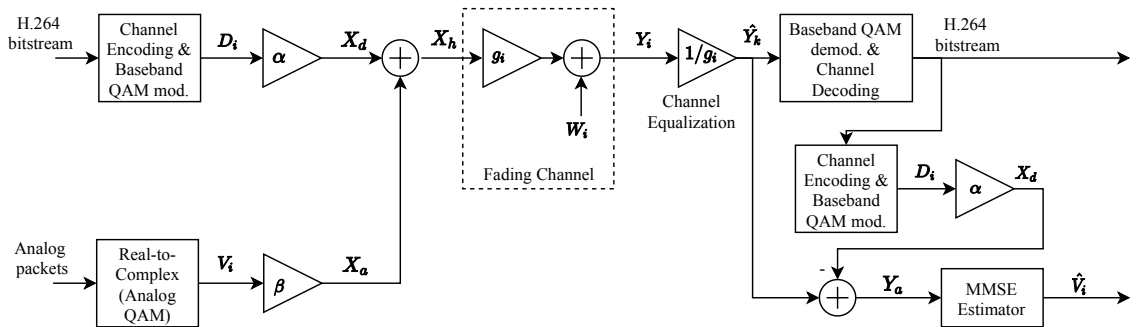 H.264
bitstream
Channel
Encoding &
Baseband
QAM mod.
D_i
α
X_d
X_h
g_i
W_i
Fading Channel
Y_i
1/g_i
Channel
Equalization
Ŷ_k
Baseband QAM
demod. &
Channel
Decoding
H.264
bitstream
Channel
Encoding &
Baseband
QAM mod.
D_i
α
X_d
Analog
packets
Real-to-
Complex
(Analog
QAM)
V_i
β
X_a
-
Y_a
MMSE
Estimator
V̂_i